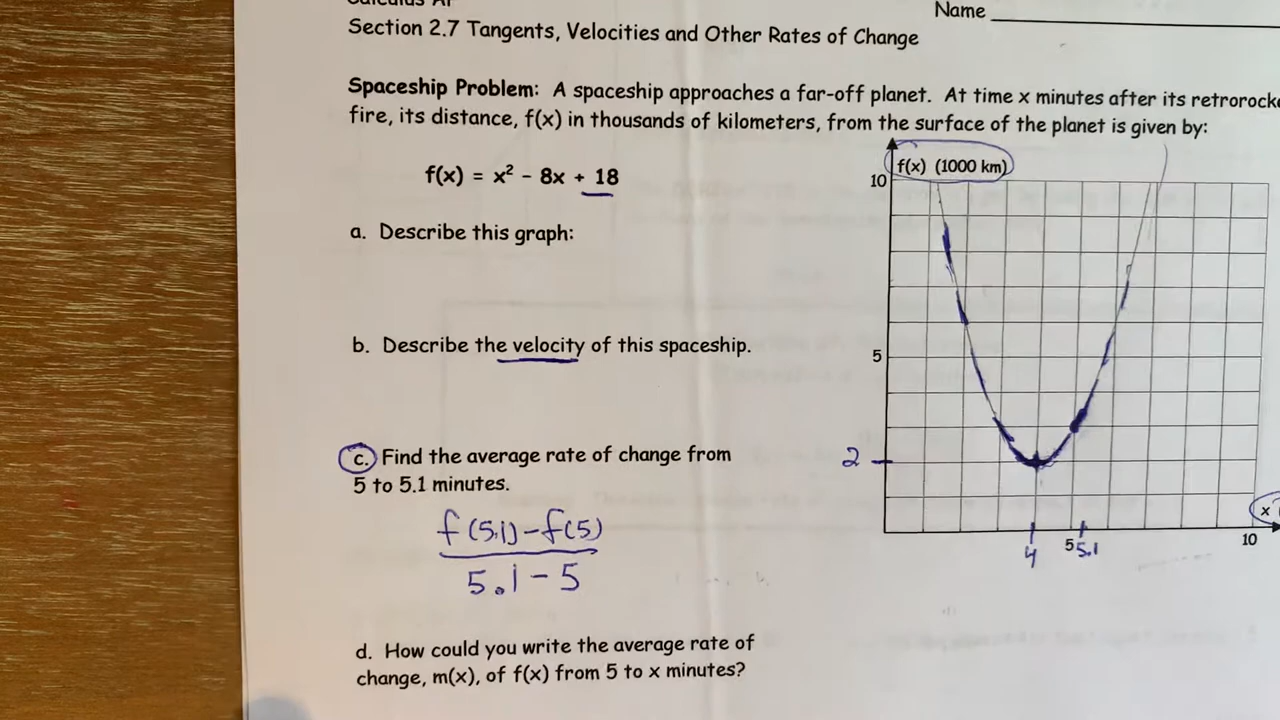 Calculus AP
Name
Section 2.7 Tangents, Velocities and Other Rates of Change
Spaceship Problem: A spaceship approaches a far-off planet. At time x minutes after its
fire, its distance, f(x) in thousands of kilometers, from the surface of the planet is given by:
f(x) = x² - 8x + 18
f(x) (1000 km)
10
a. Describe this graph:
b. Describe the velocity of this spaceship.
5
c. Find the average rate of change from
5 to 5.1 minutes.
2
f(5.1) - f(5)
5.1 - 5
x
4
5
5.1
10
d. How could you write the average rate of
change, m(x), of f(x) from 5 to x minutes?